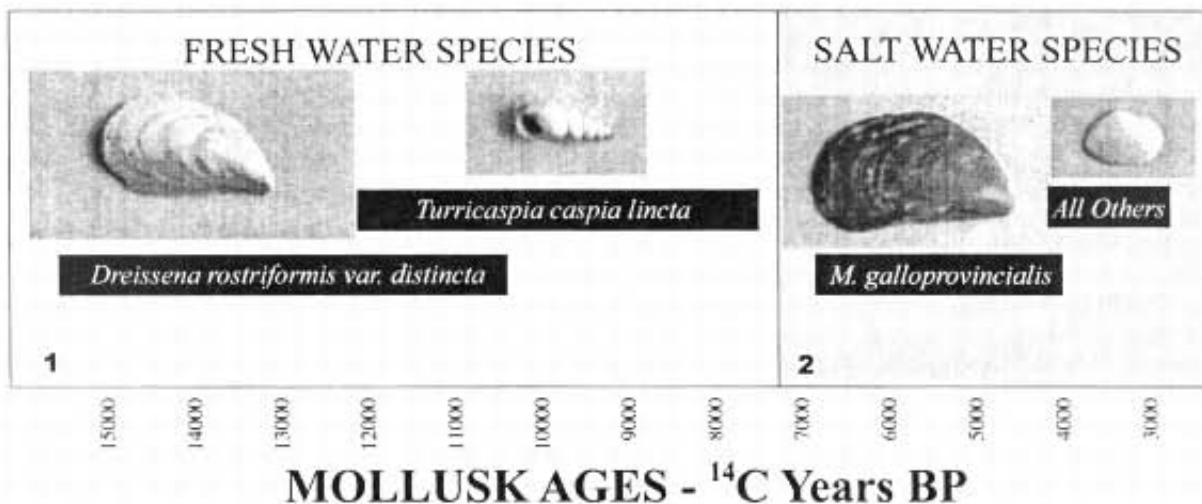 FRESH WATER SPECIES
Turricaspia caspia lincta
Dreissena rostriformis var. distincta
1
SALT WATER SPECIES
All Others
M. galloprovincialis
2
15000 14000 13000 12000 11000 10000 9000 8000 7000 6000 5000 4000 3000
MOLLUSK AGES - ¹⁴C Years BP